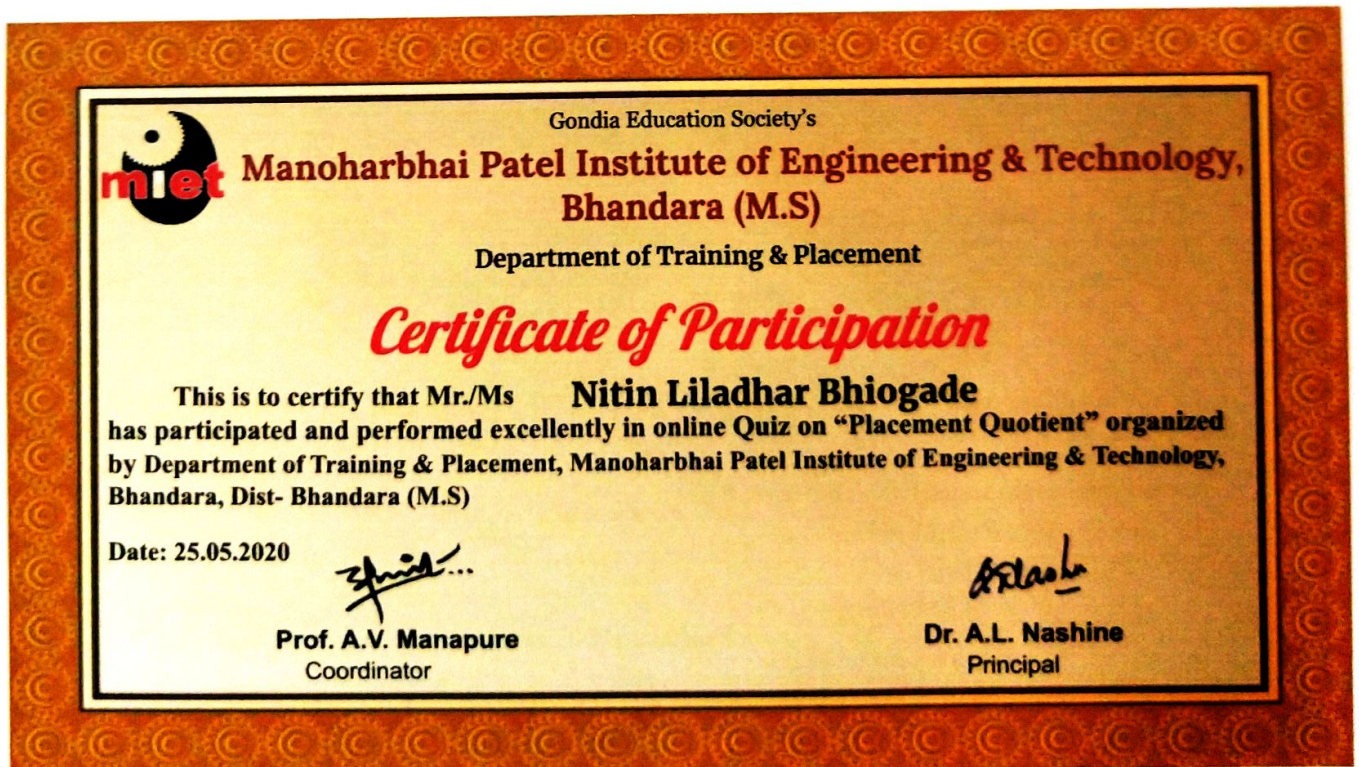 Gondia Education Society's
miet
Manoharbhai Patel Institute of Engineering & Technology,
Bhandara (M.S)
Department of Training & Placement
Certificate of Participation
This is to certify that Mr./Ms Nitin Liladhar Bhiogade
has participated and performed excellently in online Quiz on “Placement Quotient” organized
by Department of Training & Placement, Manoharbhai Patel Institute of Engineering & Technology,
Bhandara, Dist- Bhandara (M.S)
Date: 25.05.2020
Prof. A.V. Manapure
Coordinator
Dr. A.L. Nashine
Principal